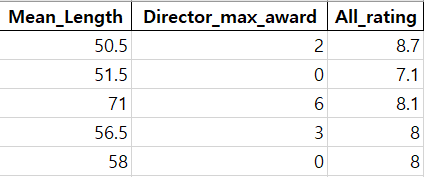 Mean_Length Director_max_award All_rating
50.5 2 8.7
51.5 0 7.1
71 6 8.1
56.5 3 8
58 0 8